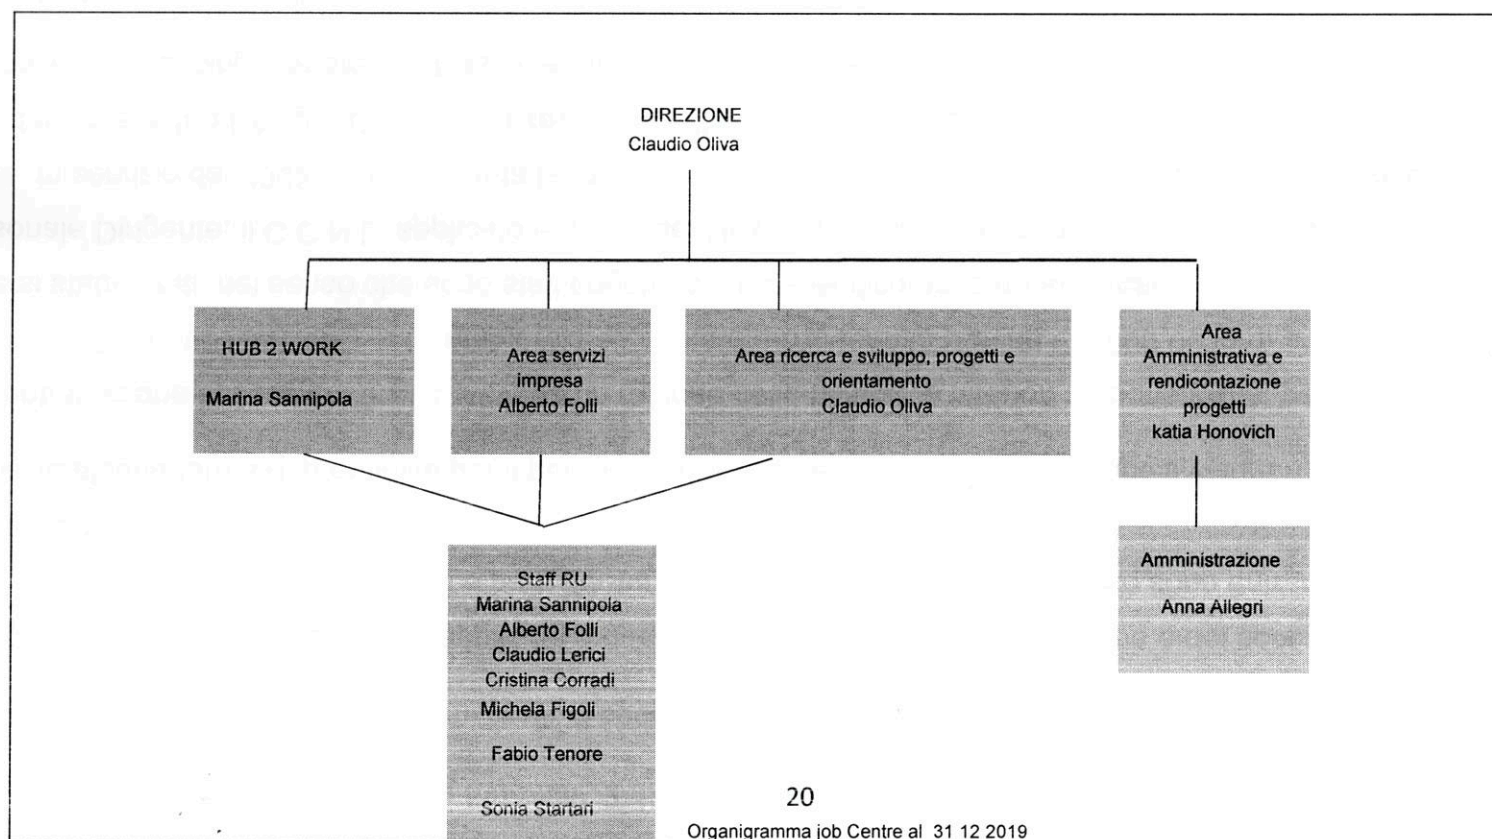 DIREZIONE
Claudio Oliva
HUB 2 WORK
Marina Sannipola
Area servizi
impresa
Alberto Folli
Area ricerca e sviluppo, progetti e
orientamento
Claudio Oliva
Area
Amministrativa e
rendicontazione
progetti
katia Honovich
Staff RU
Marina Sannipola
Alberto Folli
Claudio Lerici
Cristina Corradi
Michela Figoli
Fabio Tenore
Sonia Startari
Amministrazione
Anna Allegri
20
Organigramma job Centre al 31 12 2019